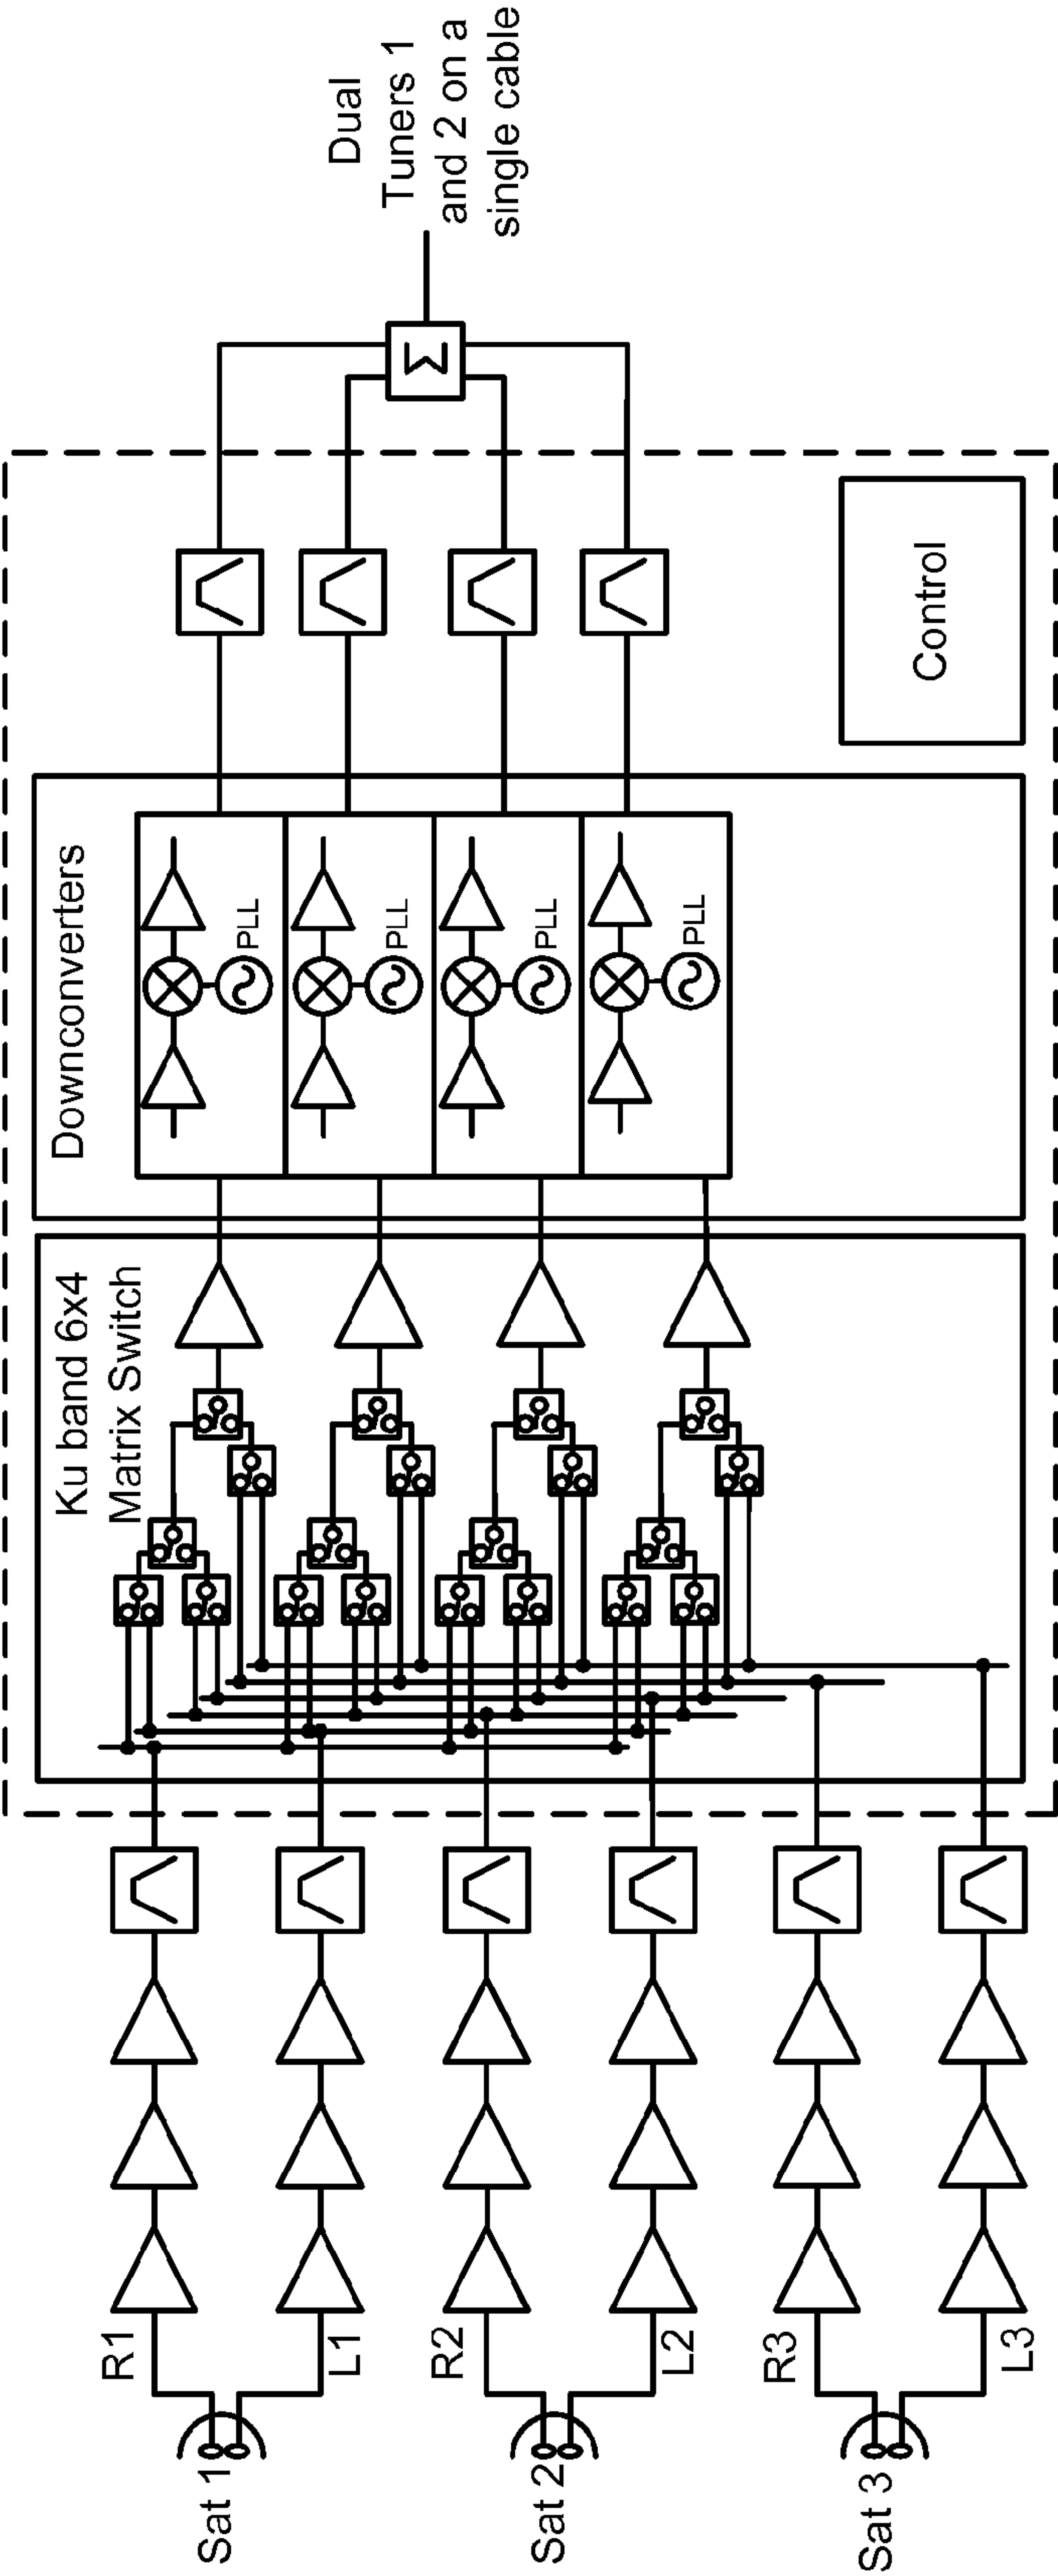 Sat 1
R1
L1
Sat 2
R2
L2
Sat 3
R3
L3
Ku band 6x4
Matrix Switch
Downconverters
PLL
PLL
PLL
PLL
Control
Σ
Dual
Tuners 1
and 2 on a
single cable